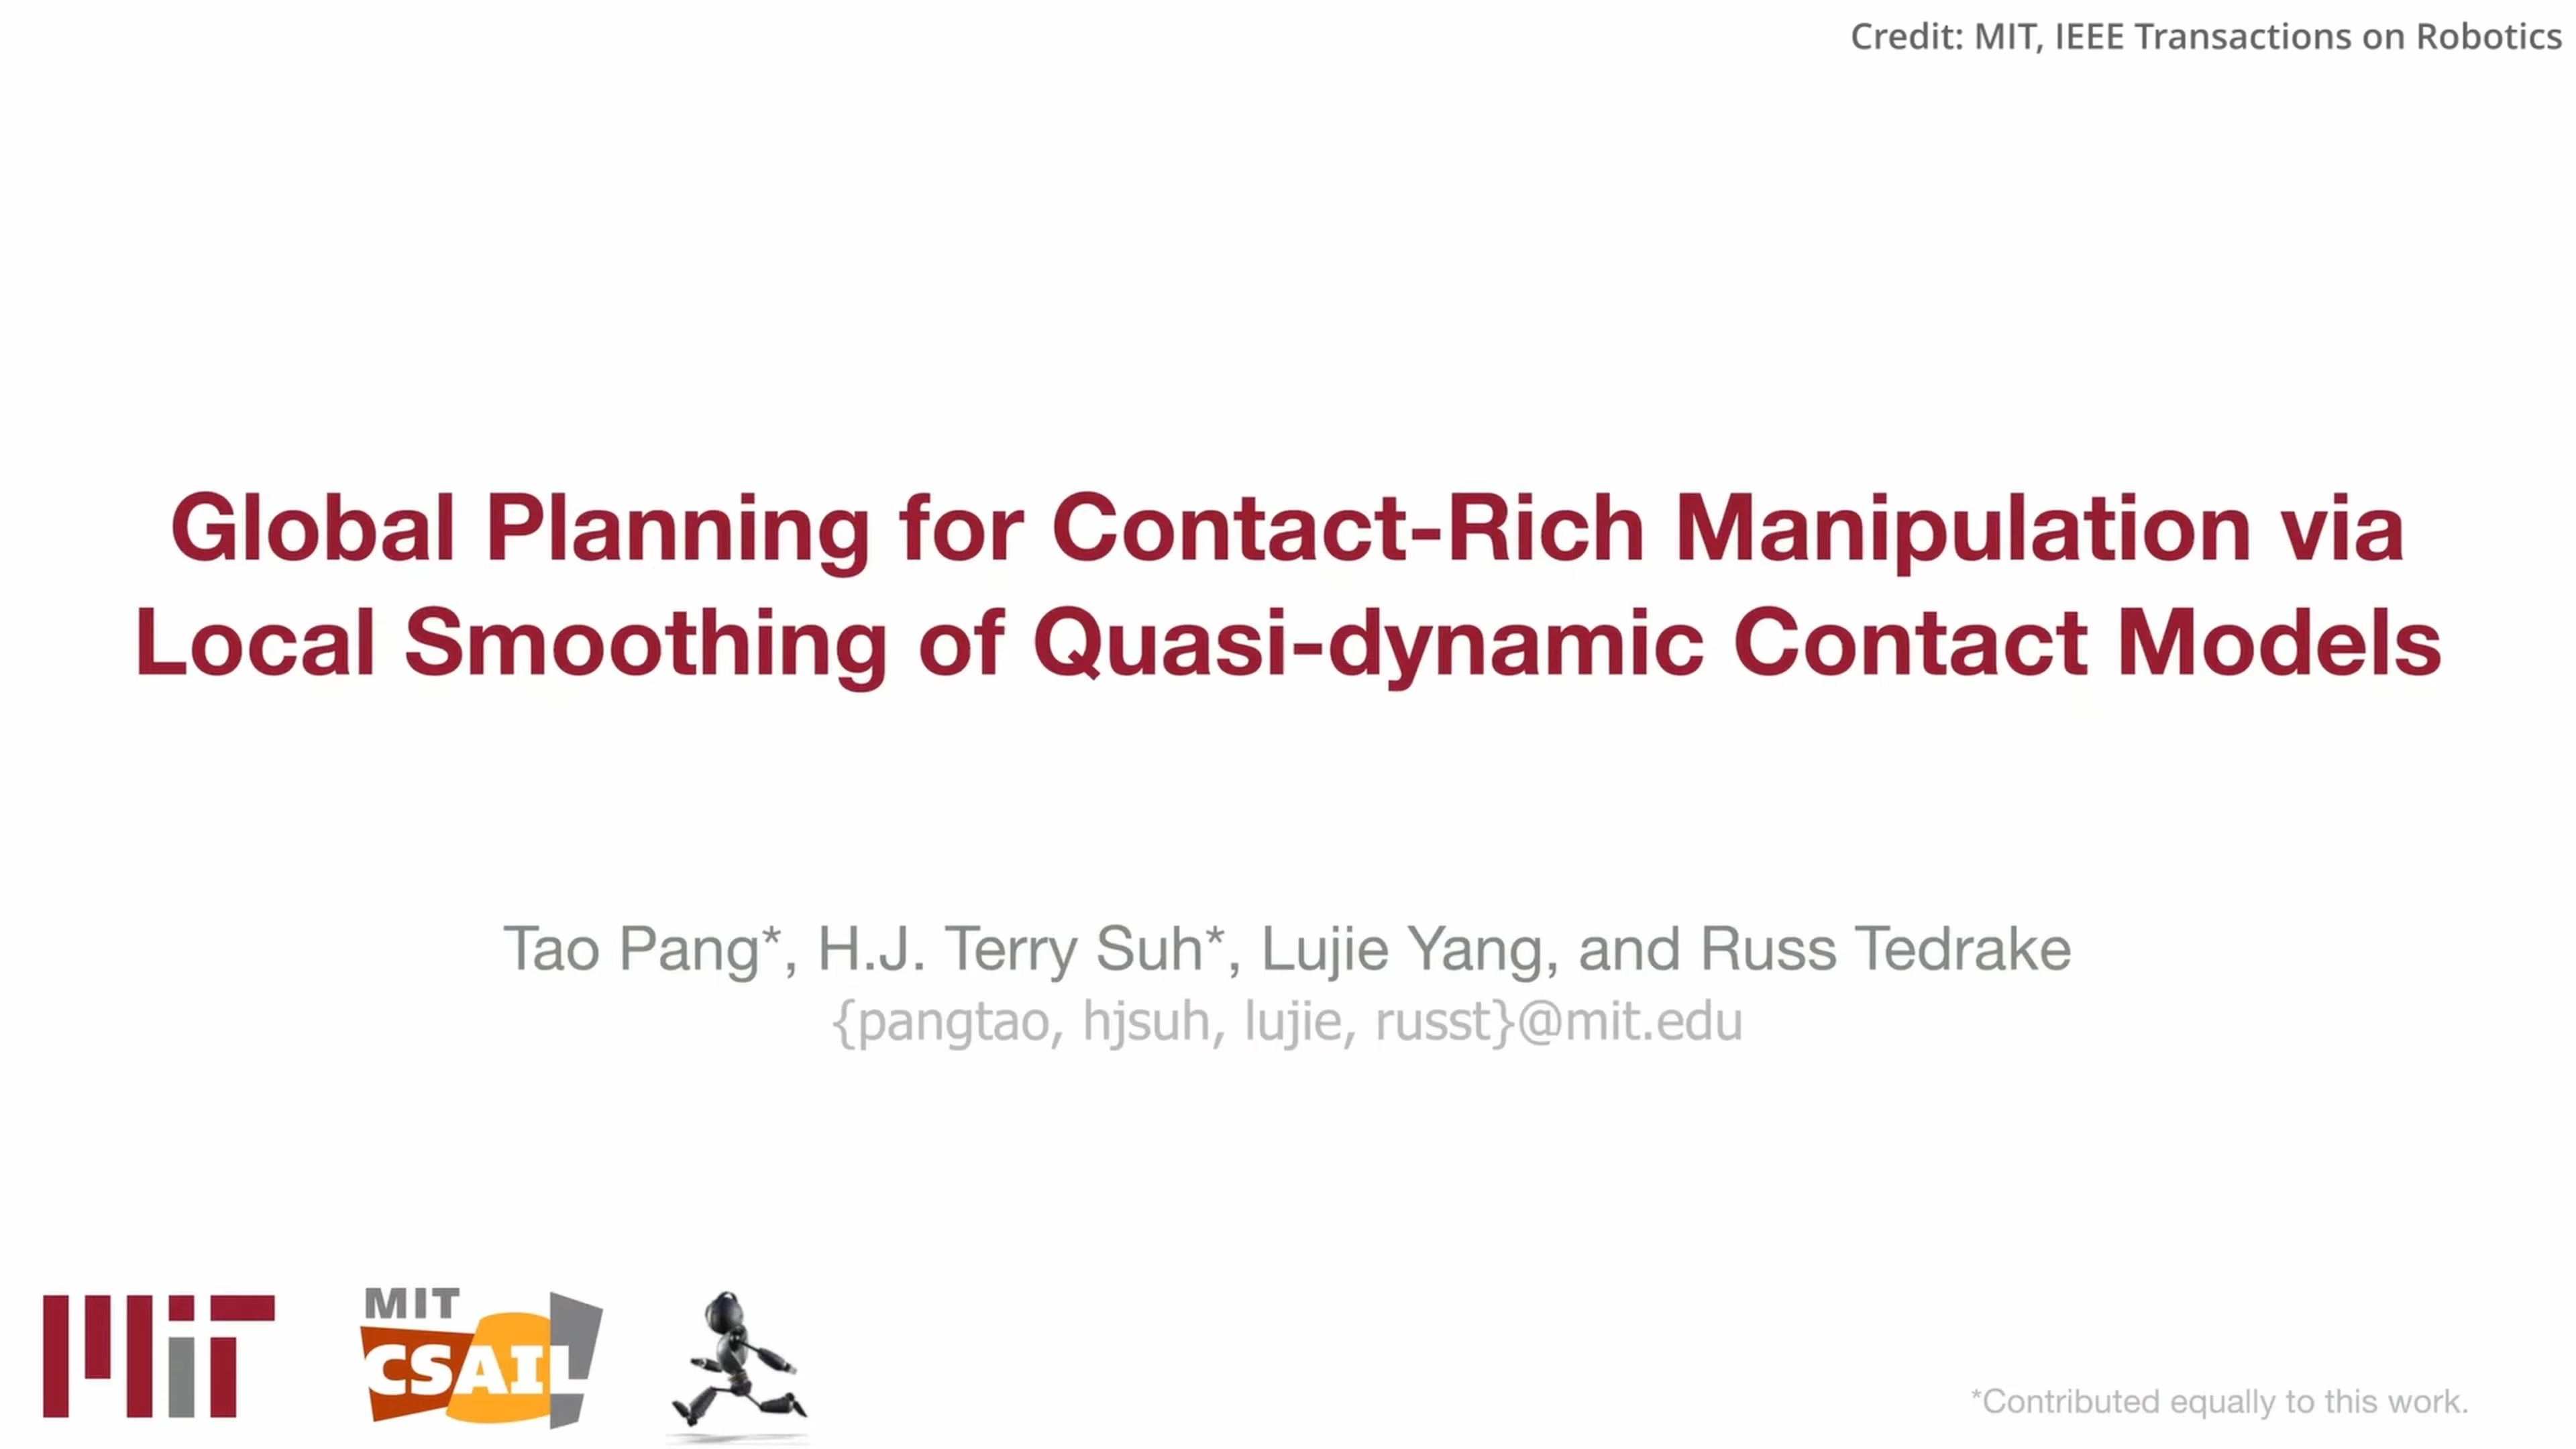 Credit: MIT, IEEE Transactions on Robotics
Global Planning for Contact-Rich Manipulation via
Local Smoothing of Quasi-dynamic Contact Models
Tao Pang*, H.J. Terry Suh*, Lujie Yang, and Russ Tedrake
{pangtao, hjsuh, lujie, russt}@mit.edu
MIT
MIT
CSAIL
*Contributed equally to this work.